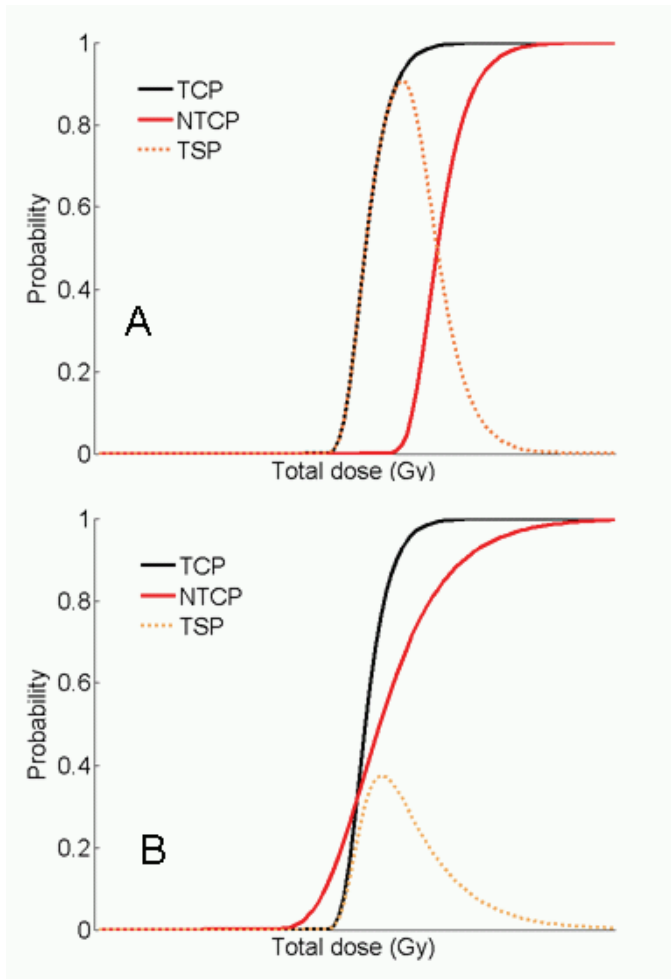 1
0.8
0.6
0.4
0.2
0
Probability
TCP
NTCP
TSP
A
Total dose (Gy)
1
0.8
0.6
0.4
0.2
0
Probability
TCP
NTCP
TSP
B
Total dose (Gy)